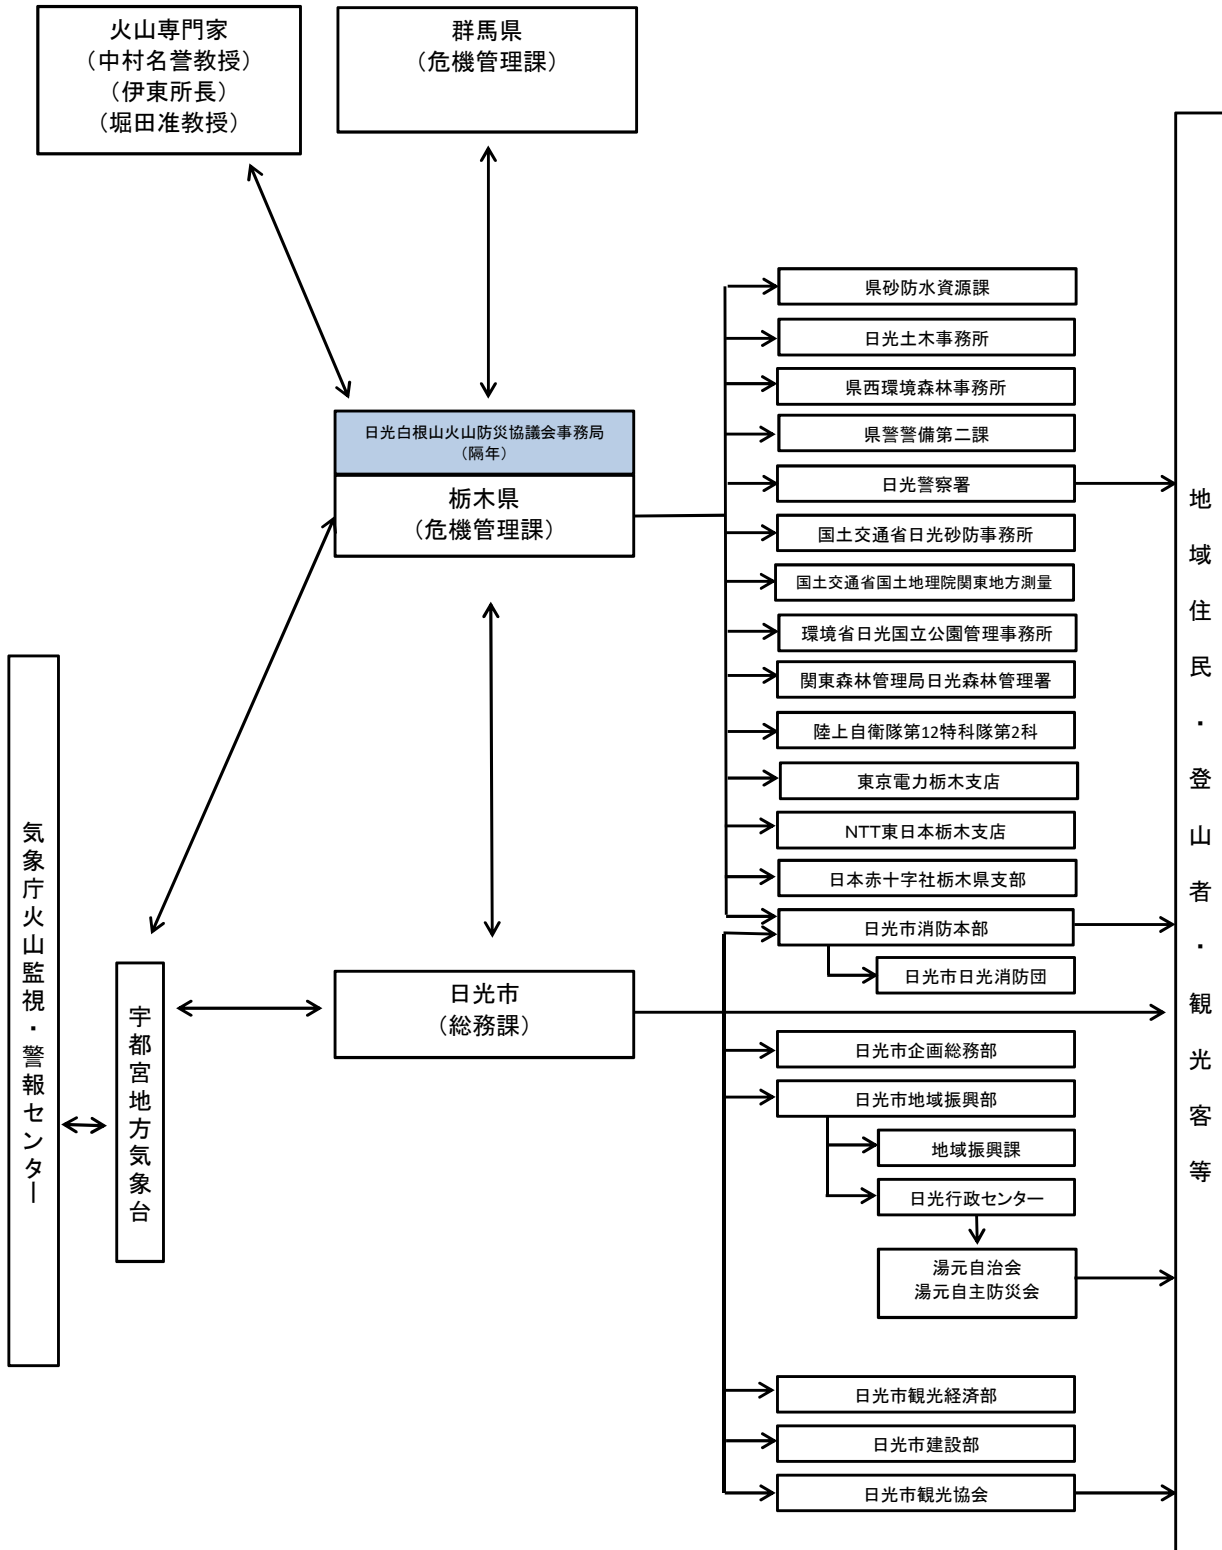 火山専門家
（中村名誉教授）
（伊東所長）
（堀田准教授）
群馬県
（危機管理課）
日光白根山火山防災協議会事務局
（隔年）
栃木県
（危機管理課）
県砂防水資源課
日光土木事務所
県西環境森林事務所
県警警備第二課
日光警察署
国土交通省日光砂防事務所
国土交通省国土地理院関東地方測量
環境省日光国立公園管理事務所
関東森林管理局日光森林管理署
陸上自衛隊第12特科隊第2科
東京電力栃木支店
NTT東日本栃木支店
日本赤十字社栃木県支部
日光市消防本部
日光市日光消防団
気象庁火山監視・警報センター
宇都宮地方気象台
日光市
（総務課）
日光市企画総務部
日光市地域振興部
地域振興課
日光行政センター
湯元自治会
湯元自主防災会
日光市観光経済部
日光市建設部
日光市観光協会
地域住民・登山者・観光客等